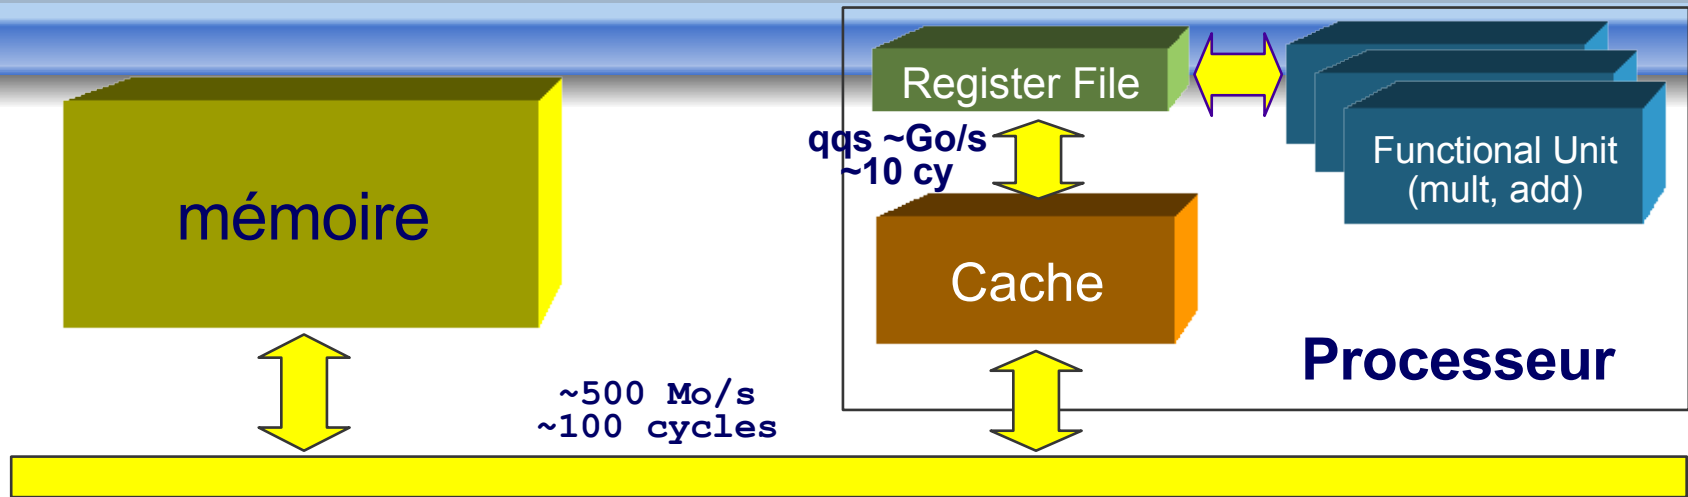 Register File
qqs ~Go/s
~10 cy
Functional Unit
(mult, add)
mémoire
Cache
Processeur
~500 Mo/s
~100 cycles